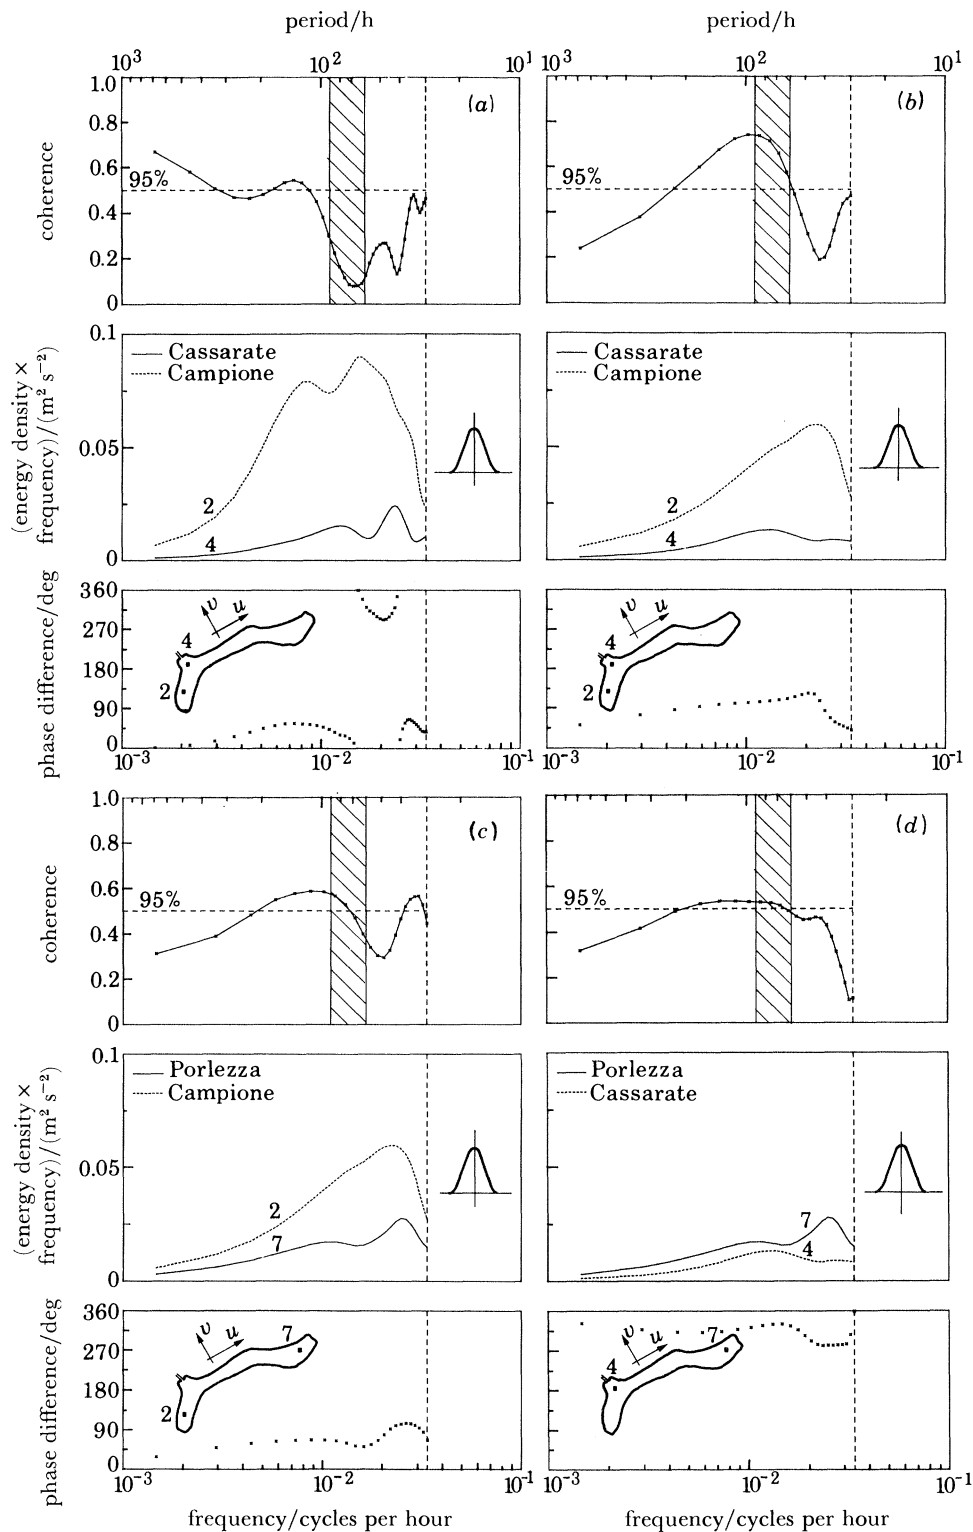 period/h
period/h
10³ 10² 10¹ 10³ 10² 10¹
1.0
0.8
0.6
0.4
0.2
0
coherence
95%
(a)
95%
(b)
0.1
0.05
0
(energy density ×
frequency)/(m² s⁻²)
Cassarate
Campione
2
4
Cassarate
Campione
2
4
360
270
180
90
0
phase difference/deg
υ
u
4
2
υ
u
4
2
10⁻³ 10⁻² 10⁻¹ 10⁻³ 10⁻² 10⁻¹
1.0
0.8
0.6
0.4
0.2
0
coherence
95%
(c)
95%
(d)
0.1
0.05
0
(energy density ×
frequency)/(m² s⁻²)
Porlezza
Campione
2
7
Porlezza
Cassarate
7
4
360
270
180
90
0
phase difference/deg
υ
u
7
2
υ
u
7
4
10⁻³ 10⁻² 10⁻¹ 10⁻³ 10⁻² 10⁻¹
frequency/cycles per hour
frequency/cycles per hour